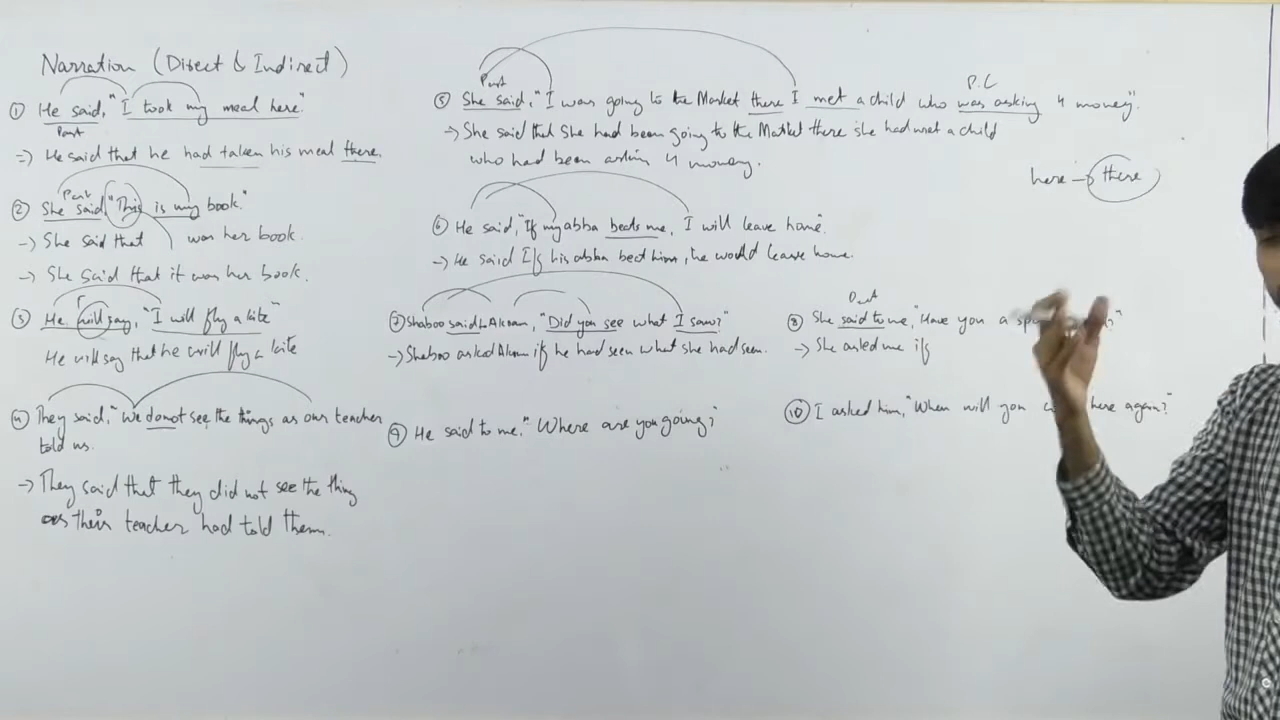 Narration (Direct & Indirect)
① He said, "I took my meal here".
Past
=> He said that he had taken his meal there.
Past
② She said "This is my book."
-> She said that was her book.
-> She said that it was her book.
③ He will say, "I will fly a kite"
He will say that he will fly a kite
④ They said, "We donot see the things as our teacher
told us.
-> They said that they did not see the thing
as their teacher had told them.
Past P.C
⑤ She said, "I was going to the Market there I met a child who was asking 4 money".
-> She said that she had been going to the Market there she had met a child
who had been askin 4 money.
here -> there
⑥ He said, "If my abba beats me, I will leave home".
-> He said If his abba beat him, he would leave home.
⑦ Shaboo said to Akram, "Did you see what I saw?"
-> Shaboo asked Akram if he had seen what she had seen.
⑧ She said to me, "Have you a
-> She asked me if
⑨ He said to me, "Where are you going?
⑩ I asked him, "When will you here again?"